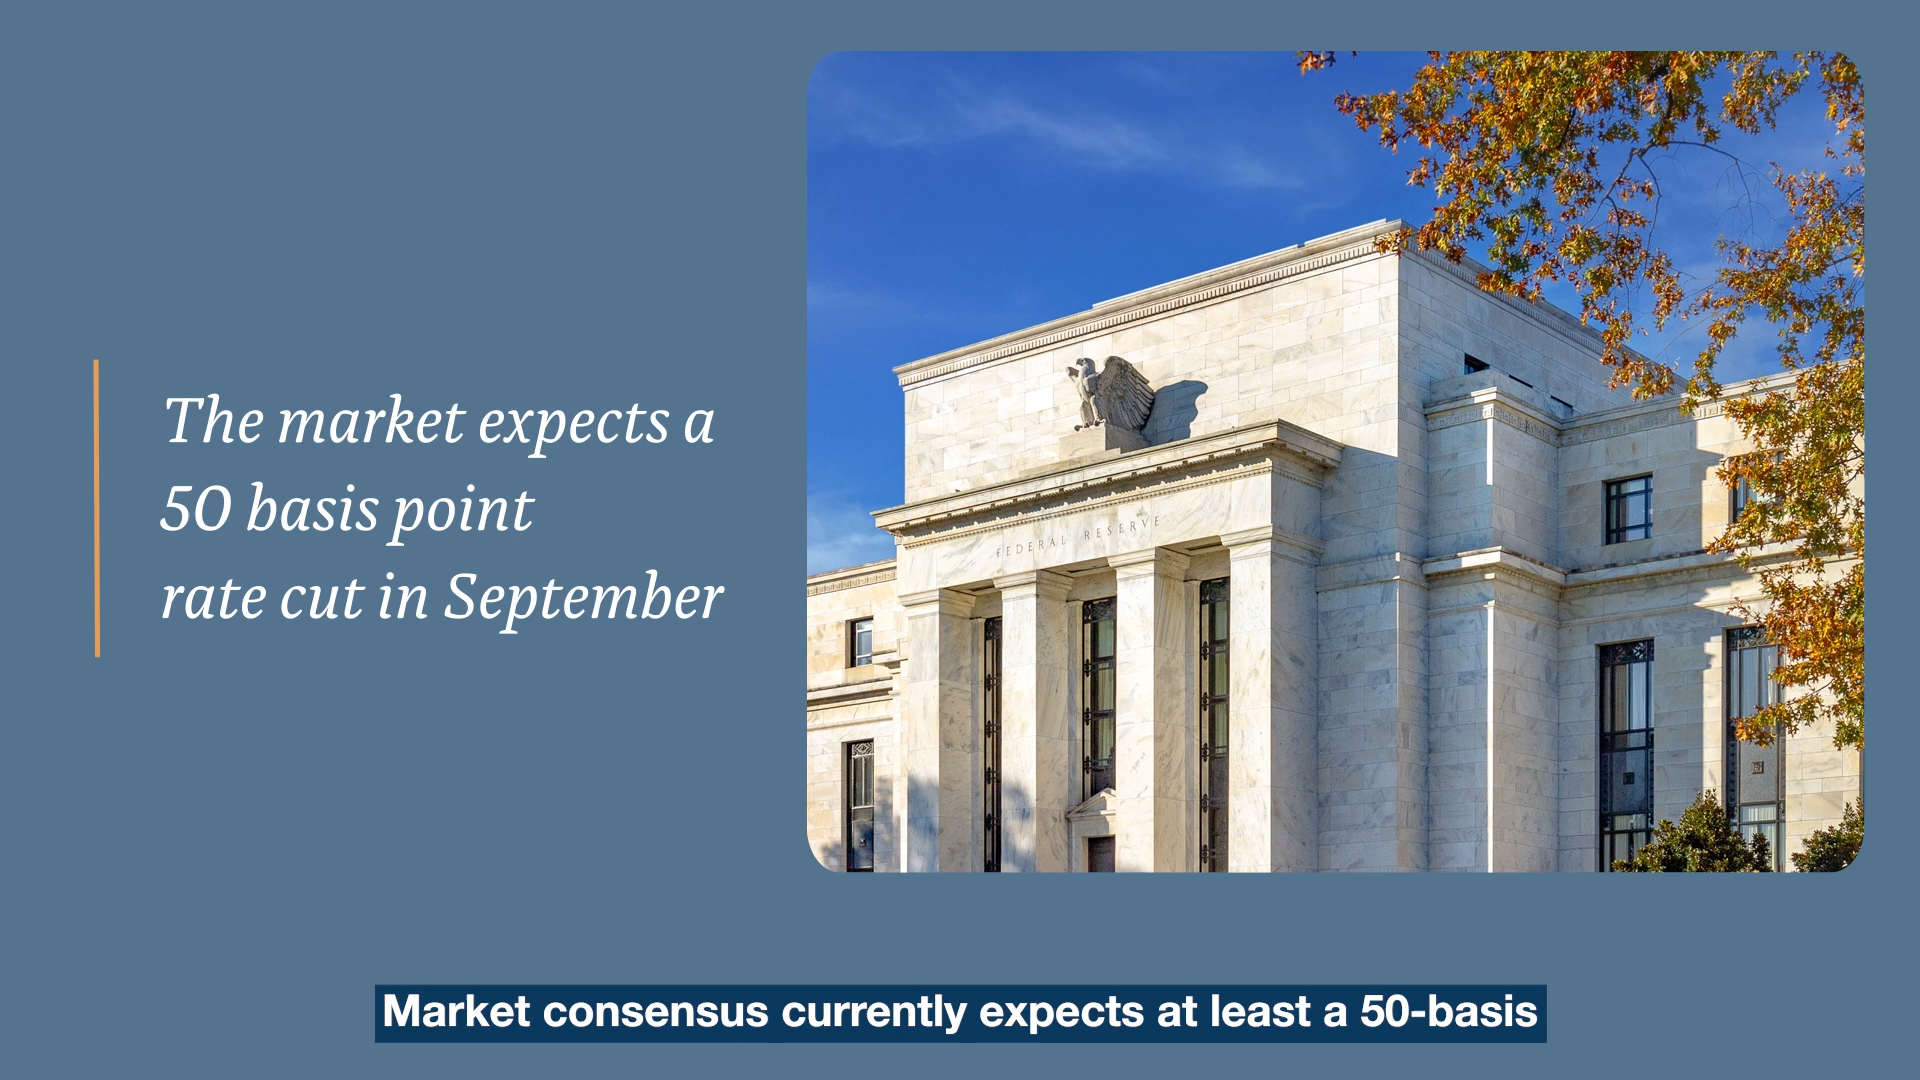 The market expects a
50 basis point
rate cut in September
FEDERAL RESERVE
Market consensus currently expects at least a 50-basis